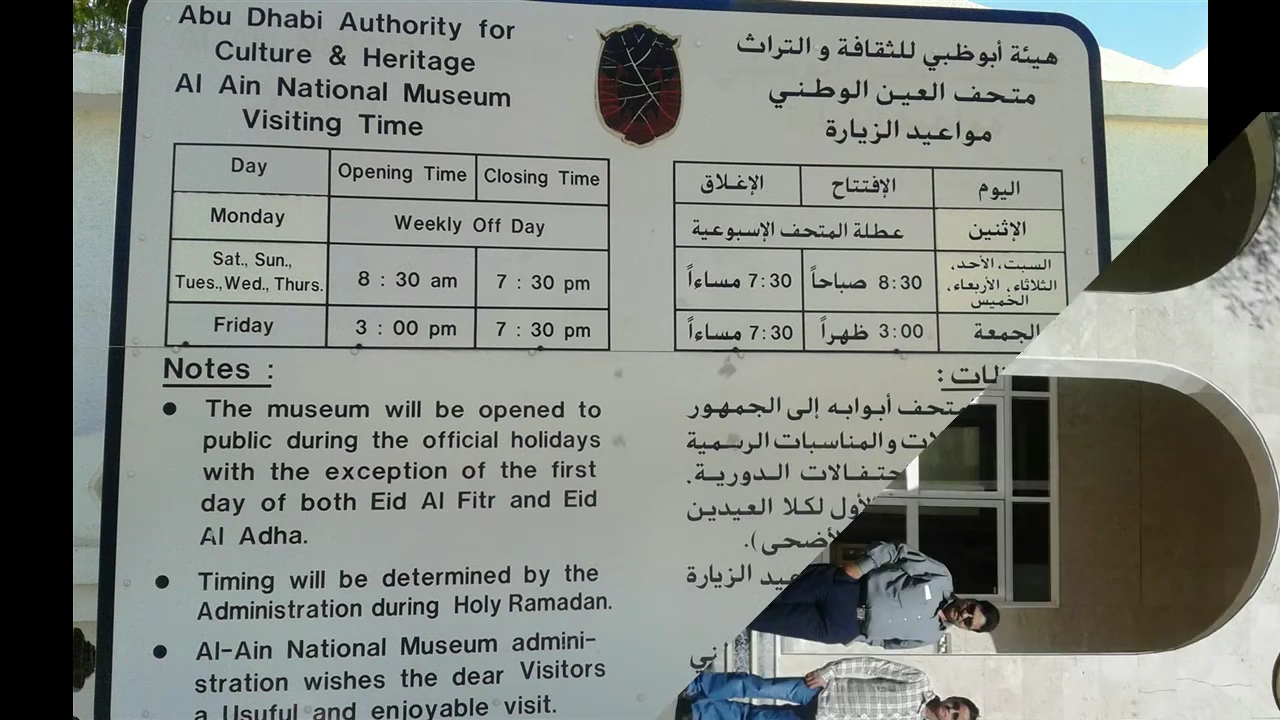 Abu Dhabi Authority for
Culture & Heritage
Al Ain National Museum
Visiting Time
هيئة أبوظبي للثقافة و التراث
متحف العين الوطني
مواعيد الزيارة
Day Opening Time Closing Time
Monday Weekly Off Day
Sat., Sun.,
Tues., Wed., Thurs. 8 : 30 am 7 : 30 pm
Friday 3 : 00 pm 7 : 30 pm
اليوم الإفتتاح الإغلاق
الإثنين عطلة المتحف الإسبوعية
السبت، الأحد،
الثلاثاء، الأربعاء، 8:30 صباحاً 7:30 مساءاً
الخميس
الجمعة 3:00 ظهراً 7:30 مساءاً
Notes :
• The museum will be opened to
public during the official holidays
with the exception of the first
day of both Eid Al Fitr and Eid
Al Adha.
• Timing will be determined by the
Administration during Holy Ramadan.
• Al-Ain National Museum admini-
stration wishes the dear Visitors
a Usuful and enjoyable visit.
أبوابه إلى الجمهور
والمناسبات الرسمية
الدورية.
لكلا العيدين
الزيارة